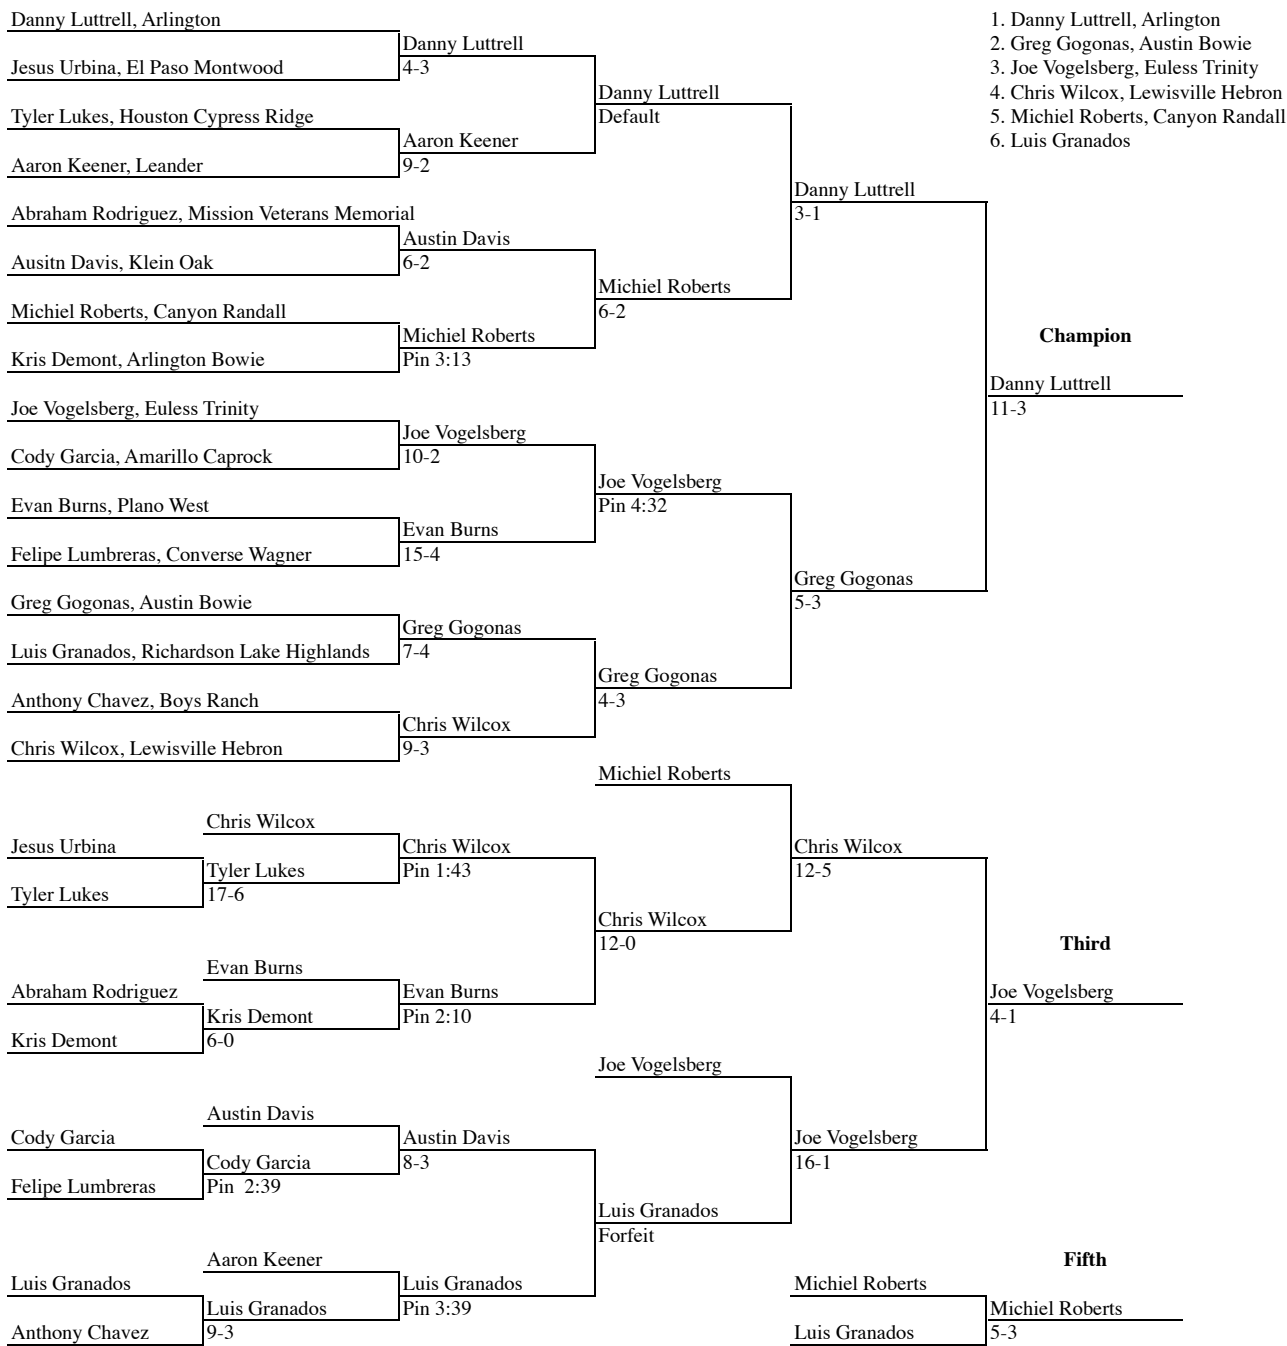 Danny Luttrell, Arlington
Jesus Urbina, El Paso Montwood
Tyler Lukes, Houston Cypress Ridge
Aaron Keener, Leander
Abraham Rodriguez, Mission Veterans Memorial
Ausitn Davis, Klein Oak
Michiel Roberts, Canyon Randall
Kris Demont, Arlington Bowie
Joe Vogelsberg, Euless Trinity
Cody Garcia, Amarillo Caprock
Evan Burns, Plano West
Felipe Lumbreras, Converse Wagner
Greg Gogonas, Austin Bowie
Luis Granados, Richardson Lake Highlands
Anthony Chavez, Boys Ranch
Chris Wilcox, Lewisville Hebron
Danny Luttrell
4-3
Aaron Keener
9-2
Austin Davis
6-2
Michiel Roberts
Pin 3:13
Joe Vogelsberg
10-2
Evan Burns
15-4
Greg Gogonas
7-4
Chris Wilcox
9-3
Danny Luttrell
Default
Michiel Roberts
6-2
Joe Vogelsberg
Pin 4:32
Greg Gogonas
4-3
Danny Luttrell
3-1
Greg Gogonas
5-3
1. Danny Luttrell, Arlington
2. Greg Gogonas, Austin Bowie
3. Joe Vogelsberg, Euless Trinity
4. Chris Wilcox, Lewisville Hebron
5. Michiel Roberts, Canyon Randall
6. Luis Granados
Champion
Danny Luttrell
11-3
Jesus Urbina
Tyler Lukes
Abraham Rodriguez
Kris Demont
Cody Garcia
Felipe Lumbreras
Luis Granados
Anthony Chavez
Chris Wilcox
Tyler Lukes
17-6
Evan Burns
Kris Demont
6-0
Austin Davis
Cody Garcia
Pin  2:39
Aaron Keener
Luis Granados
9-3
Chris Wilcox
Pin 1:43
Evan Burns
Pin 2:10
Austin Davis
8-3
Luis Granados
Pin 3:39
Michiel Roberts
Chris Wilcox
12-0
Joe Vogelsberg
Luis Granados
Forfeit
Chris Wilcox
12-5
Joe Vogelsberg
16-1
Third
Joe Vogelsberg
4-1
Fifth
Michiel Roberts
Luis Granados
Michiel Roberts
5-3